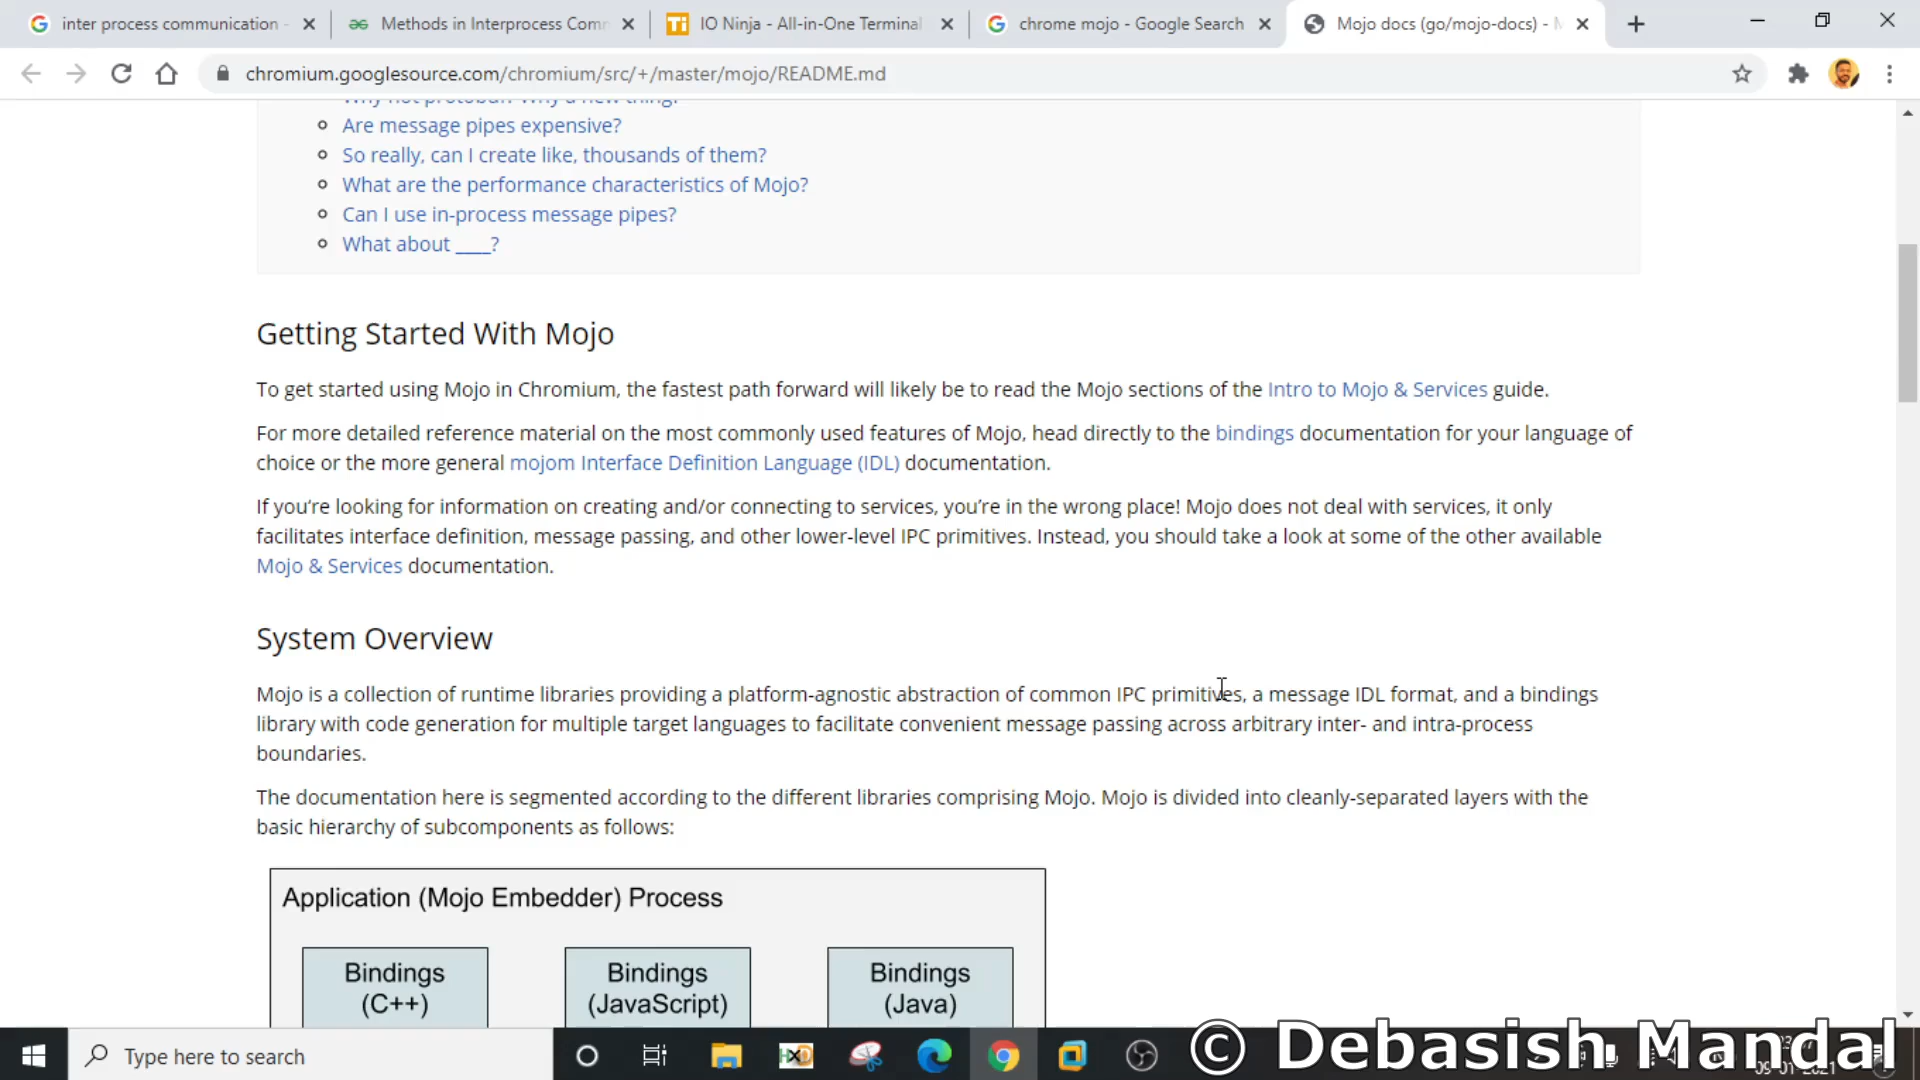 inter process communication -
Methods in Interprocess Com
IO Ninja - All-in-One Terminal
chrome mojo - Google Search
Mojo docs (go/mojo-docs) -
chromium.googlesource.com/chromium/src/+/master/mojo/README.md
Why not protobuf? Why a new thing?
Are message pipes expensive?
So really, can I create like, thousands of them?
What are the performance characteristics of Mojo?
Can I use in-process message pipes?
What about ____?
Getting Started With Mojo
To get started using Mojo in Chromium, the fastest path forward will likely be to read the Mojo sections of the Intro to Mojo & Services guide.
For more detailed reference material on the most commonly used features of Mojo, head directly to the bindings documentation for your language of
choice or the more general mojom Interface Definition Language (IDL) documentation.
If you’re looking for information on creating and/or connecting to services, you’re in the wrong place! Mojo does not deal with services, it only
facilitates interface definition, message passing, and other lower-level IPC primitives. Instead, you should take a look at some of the other available
Mojo & Services documentation.
System Overview
Mojo is a collection of runtime libraries providing a platform-agnostic abstraction of common IPC primitives, a message IDL format, and a bindings
library with code generation for multiple target languages to facilitate convenient message passing across arbitrary inter- and intra-process
boundaries.
The documentation here is segmented according to the different libraries comprising Mojo. Mojo is divided into cleanly-separated layers with the
basic hierarchy of subcomponents as follows:
Application (Mojo Embedder) Process
Bindings
(C++)
Bindings
(JavaScript)
Bindings
(Java)
Type here to search
© Debasish Mandal
09-01-2021